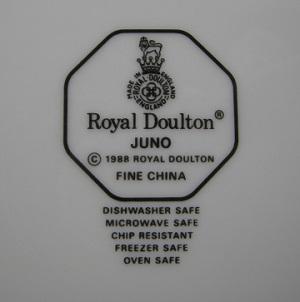 MADE IN ENGLAND
ROYAL · DOULTON
ENGLAND
Royal Doulton®
JUNO
© 1988 ROYAL DOULTON
FINE CHINA
DISHWASHER SAFE
MICROWAVE SAFE
CHIP RESISTANT
FREEZER SAFE
OVEN SAFE